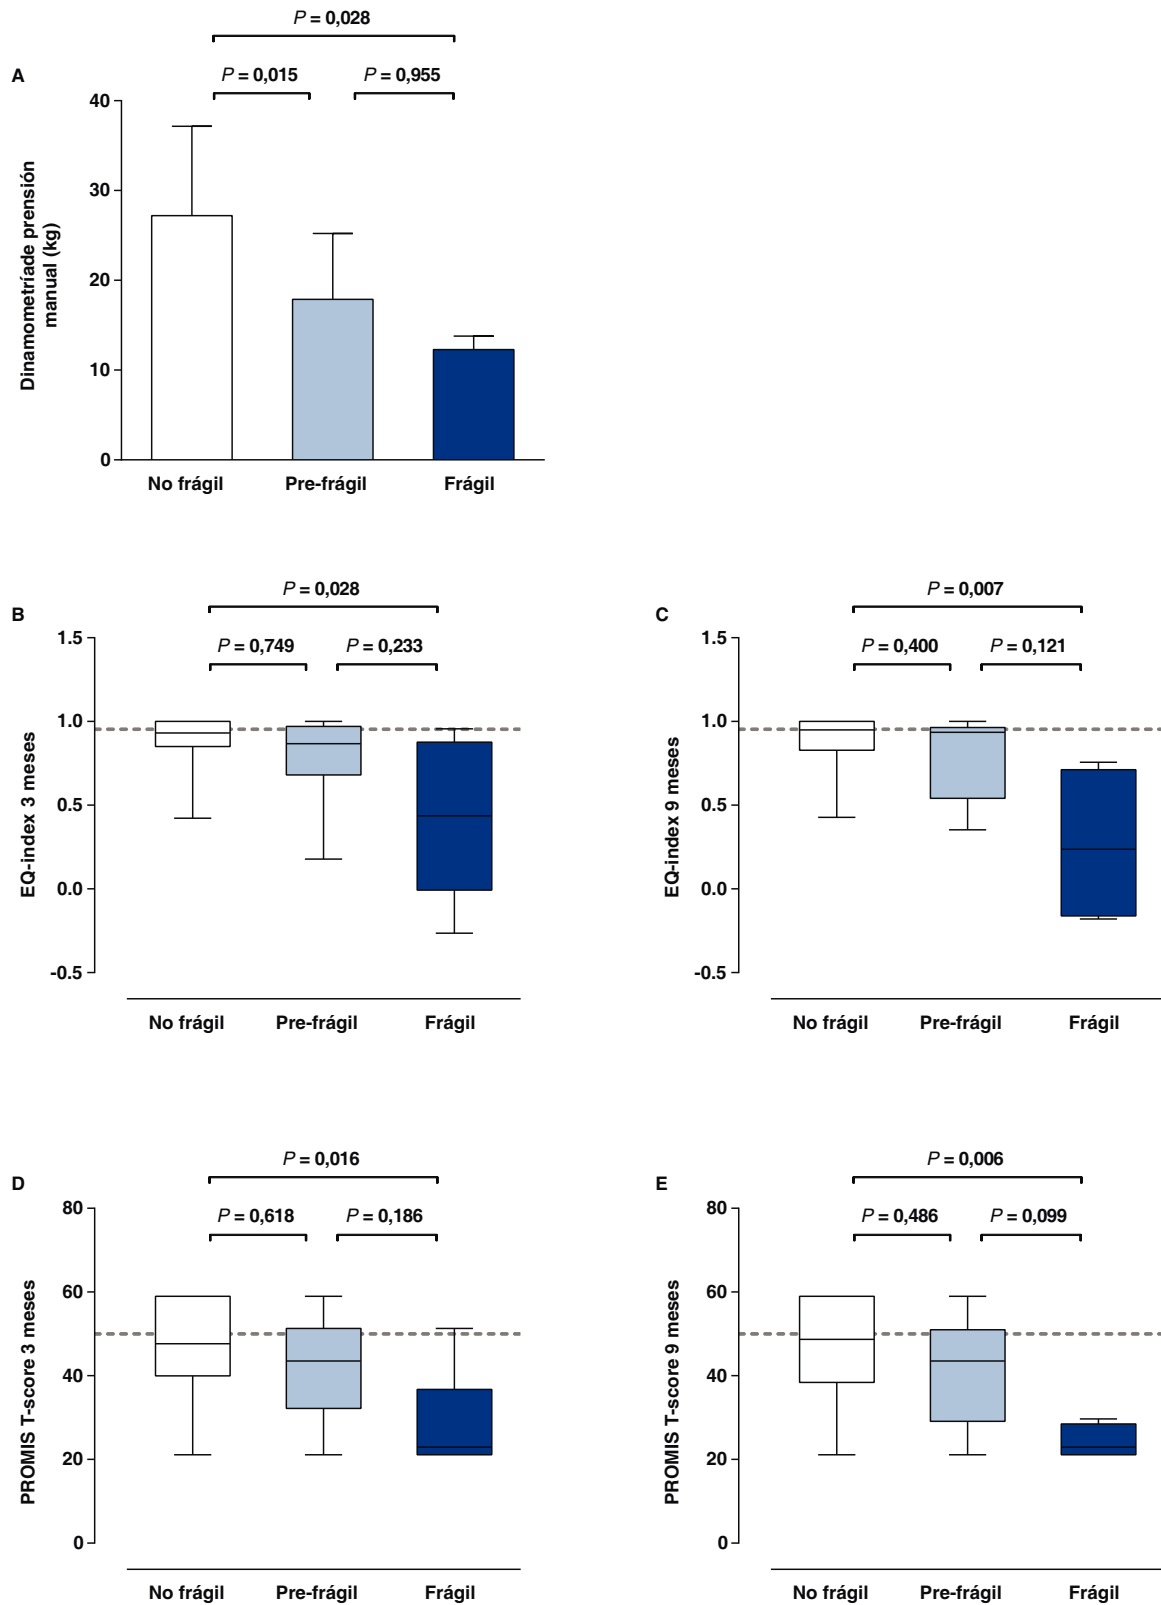 P = 0,028
A
P = 0,015
P = 0,955
40
30
20
10
0
Dinamometríade prensión
manual (kg)
No frágil
Pre-frágil
Frágil
P = 0,028
B
P = 0,749
P = 0,233
1.5
1.0
0.5
0.0
-0.5
EQ-index 3 meses
No frágil
Pre-frágil
Frágil
P = 0,007
C
P = 0,400
P = 0,121
1.5
1.0
0.5
0.0
-0.5
EQ-index 9 meses
No frágil
Pre-frágil
Frágil
P = 0,016
D
P = 0,618
P = 0,186
80
60
40
20
0
PROMIS T-score 3 meses
No frágil
Pre-frágil
Frágil
P = 0,006
E
P = 0,486
P = 0,099
80
60
40
20
0
PROMIS T-score 9 meses
No frágil
Pre-frágil
Frágil